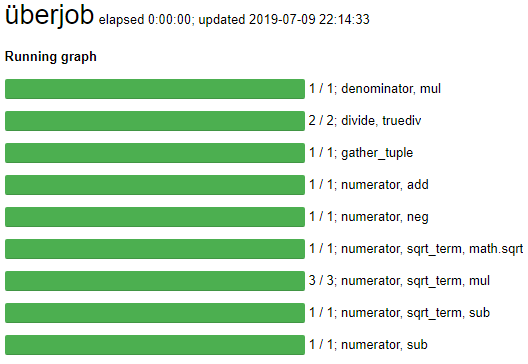 überjob elapsed 0:00:00; updated 2019-07-09 22:14:33
Running graph
1 / 1; denominator, mul
2 / 2; divide, truediv
1 / 1; gather_tuple
1 / 1; numerator, add
1 / 1; numerator, neg
1 / 1; numerator, sqrt_term, math.sqrt
3 / 3; numerator, sqrt_term, mul
1 / 1; numerator, sqrt_term, sub
1 / 1; numerator, sub